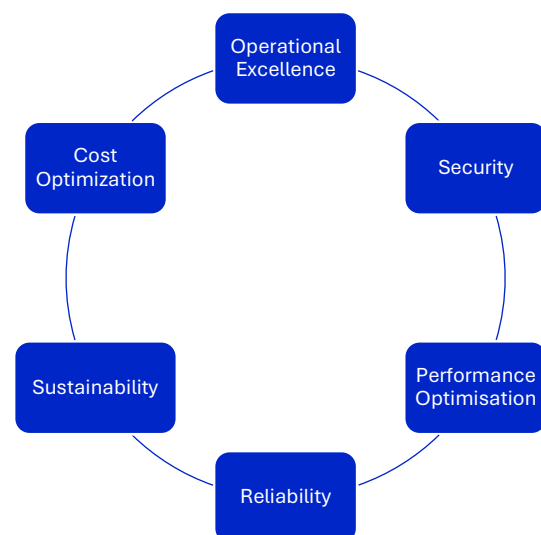 Operational
Excellence
Security
Performance
Optimisation
Reliability
Sustainability
Cost
Optimization